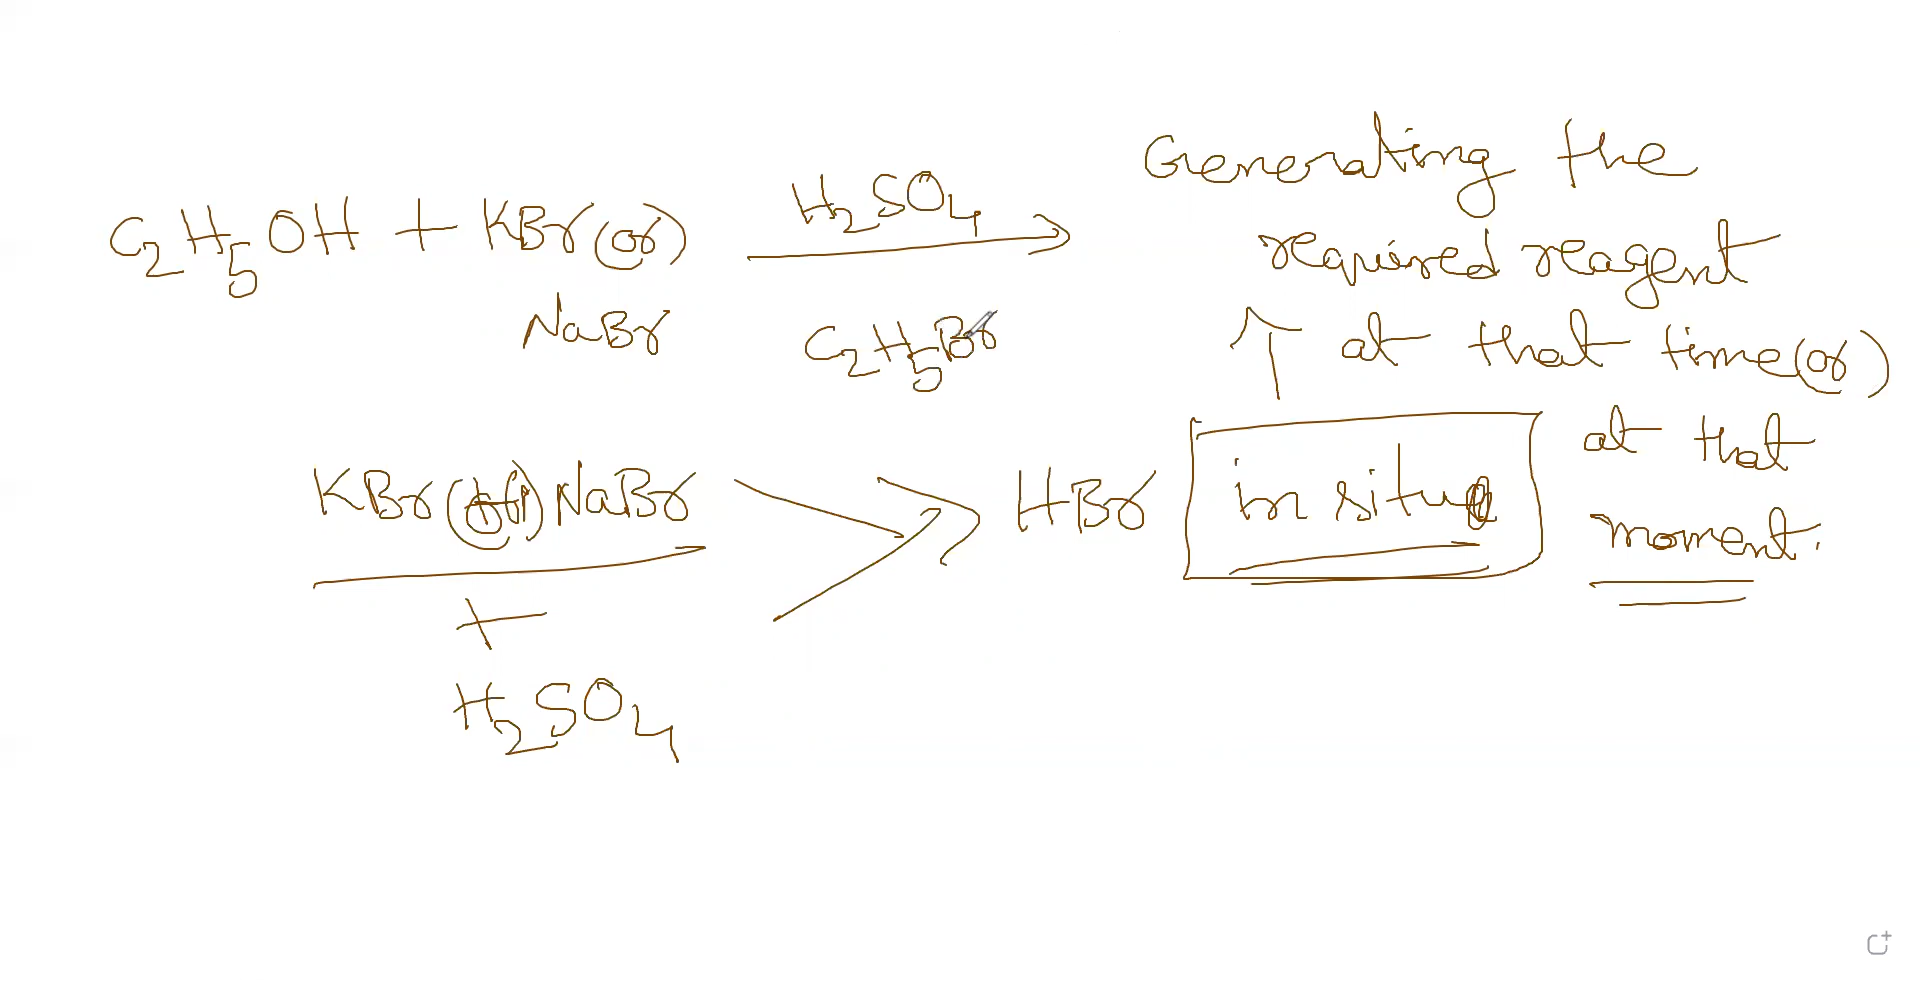 C2H5OH + KBr (or)
NaBr
H2SO4
C2H5Br
Generating the
required reagent
at that time (or)
at that
moment.
KBr NaBr
+
H2SO4
HBr
in situ